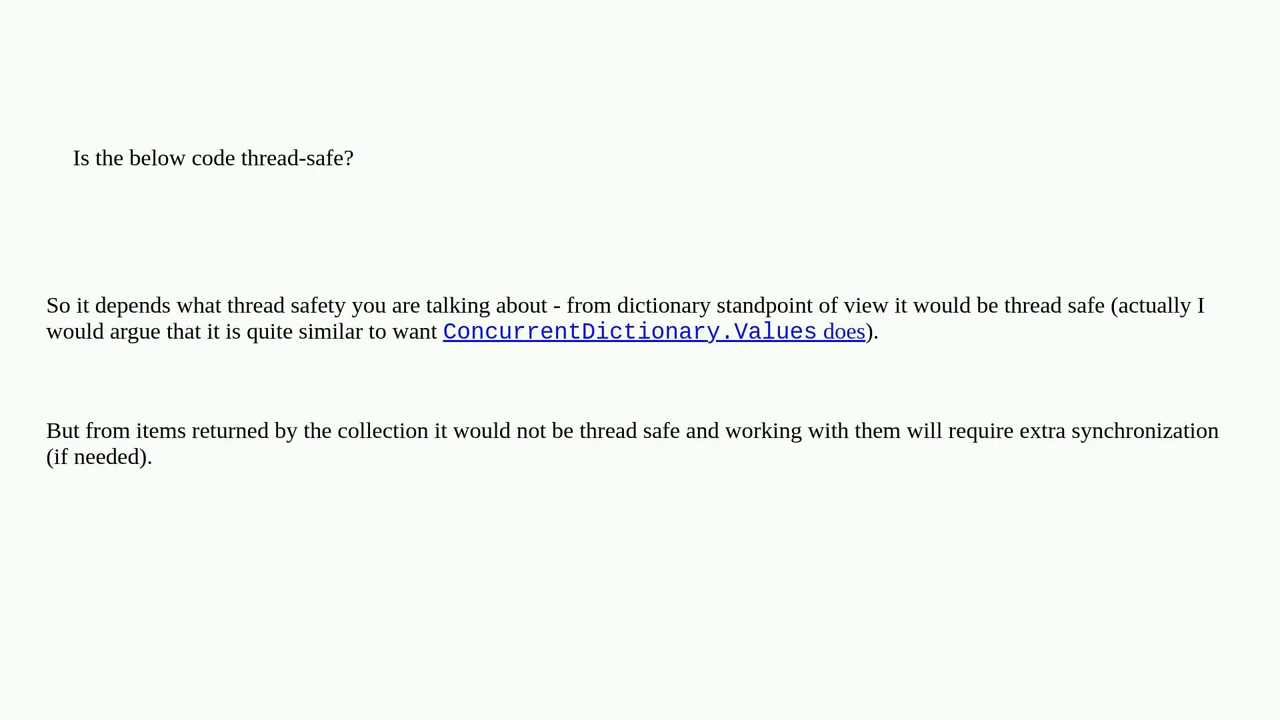 Is the below code thread-safe?
So it depends what thread safety you are talking about - from dictionary standpoint of view it would be thread safe (actually I
would argue that it is quite similar to want ConcurrentDictionary.Values does).
But from items returned by the collection it would not be thread safe and working with them will require extra synchronization
(if needed).